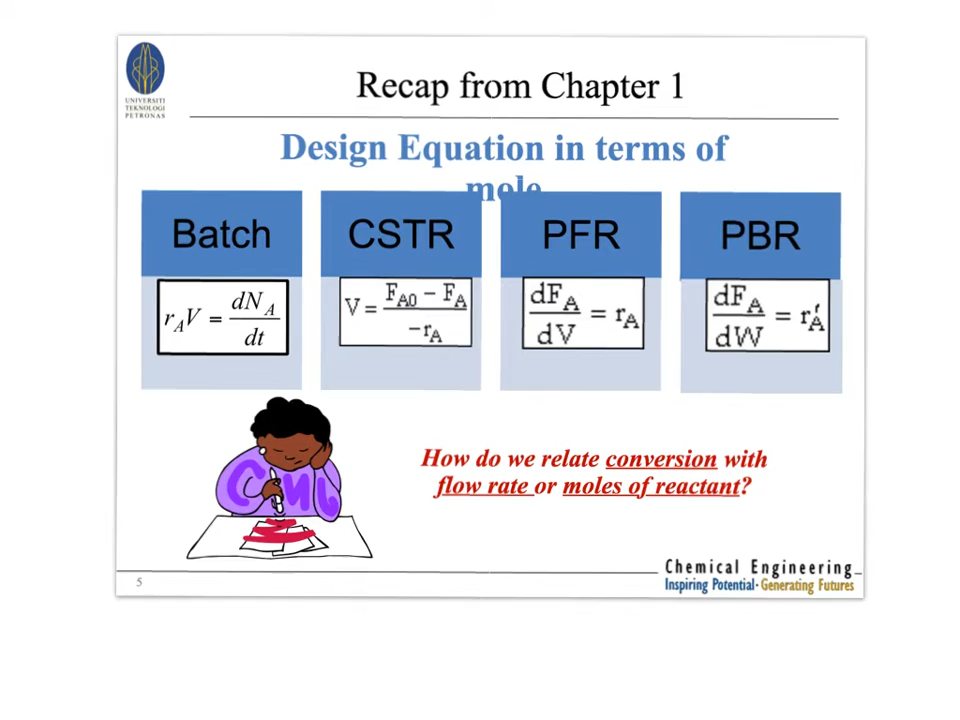 UNIVERSITI
TEKNOLOGI
PETRONAS
Recap from Chapter 1
Design Equation in terms of
mole
Batch
CSTR
PFR
PBR
r_A V = dN_A / dt
V = (F_A0 − F_A) / −r_A
dF_A / dV = r_A
dF_A / dW = r'_A
How do we relate conversion with
flow rate or moles of reactant?
5
Chemical Engineering
Inspiring Potential · Generating Futures